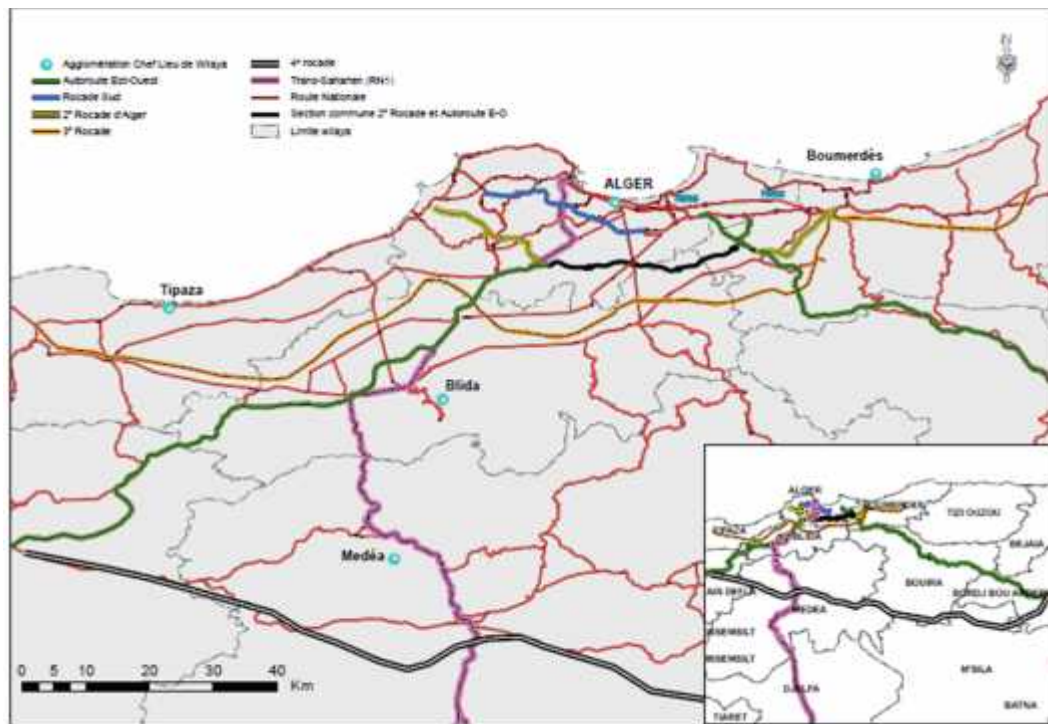 N
Agglomération Chef Lieu de Wilaya
Autoroute Est-Ouest
Rocade Sud
2° Rocade d'Alger
3° Rocade
4° rocade
Trans-Saharien (RN1)
Route Nationale
Section commune 2° Rocade et Autoroute E-O
Limite wilaya
Boumerdès
ALGER
Tipaza
Blida
Medéa
0 5 10 20 30 40
Km
ALGER
TIZI OUZOU
BEJAIA
BOUIRA
MEDEA
M'SILA
DJELFA
TIARET
BATNA